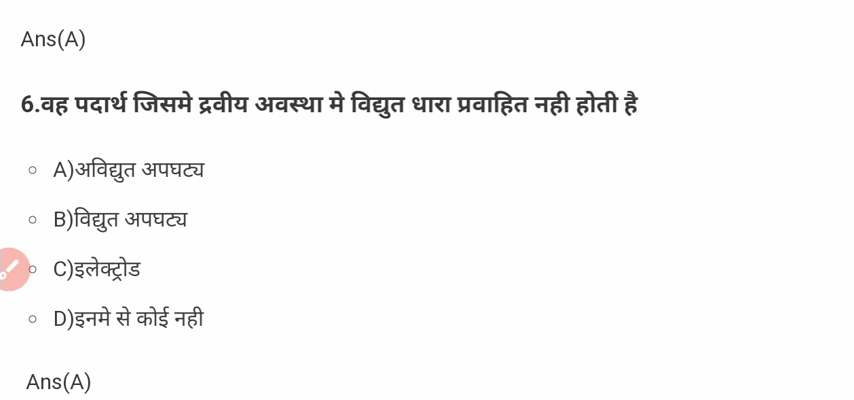 Ans(A)
6.वह पदार्थ जिसमे द्रवीय अवस्था मे विद्युत धारा प्रवाहित नही होती है
A)अविद्युत अपघट्य
B)विद्युत अपघट्य
C)इलेक्ट्रोड
D)इनमे से कोई नही
Ans(A)